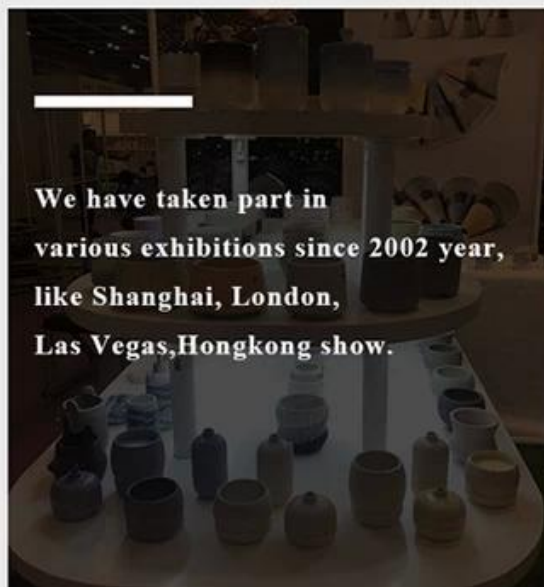 We have taken part in
various exhibitions since 2002 year,
like Shanghai, London,
Las Vegas,Hongkong show.